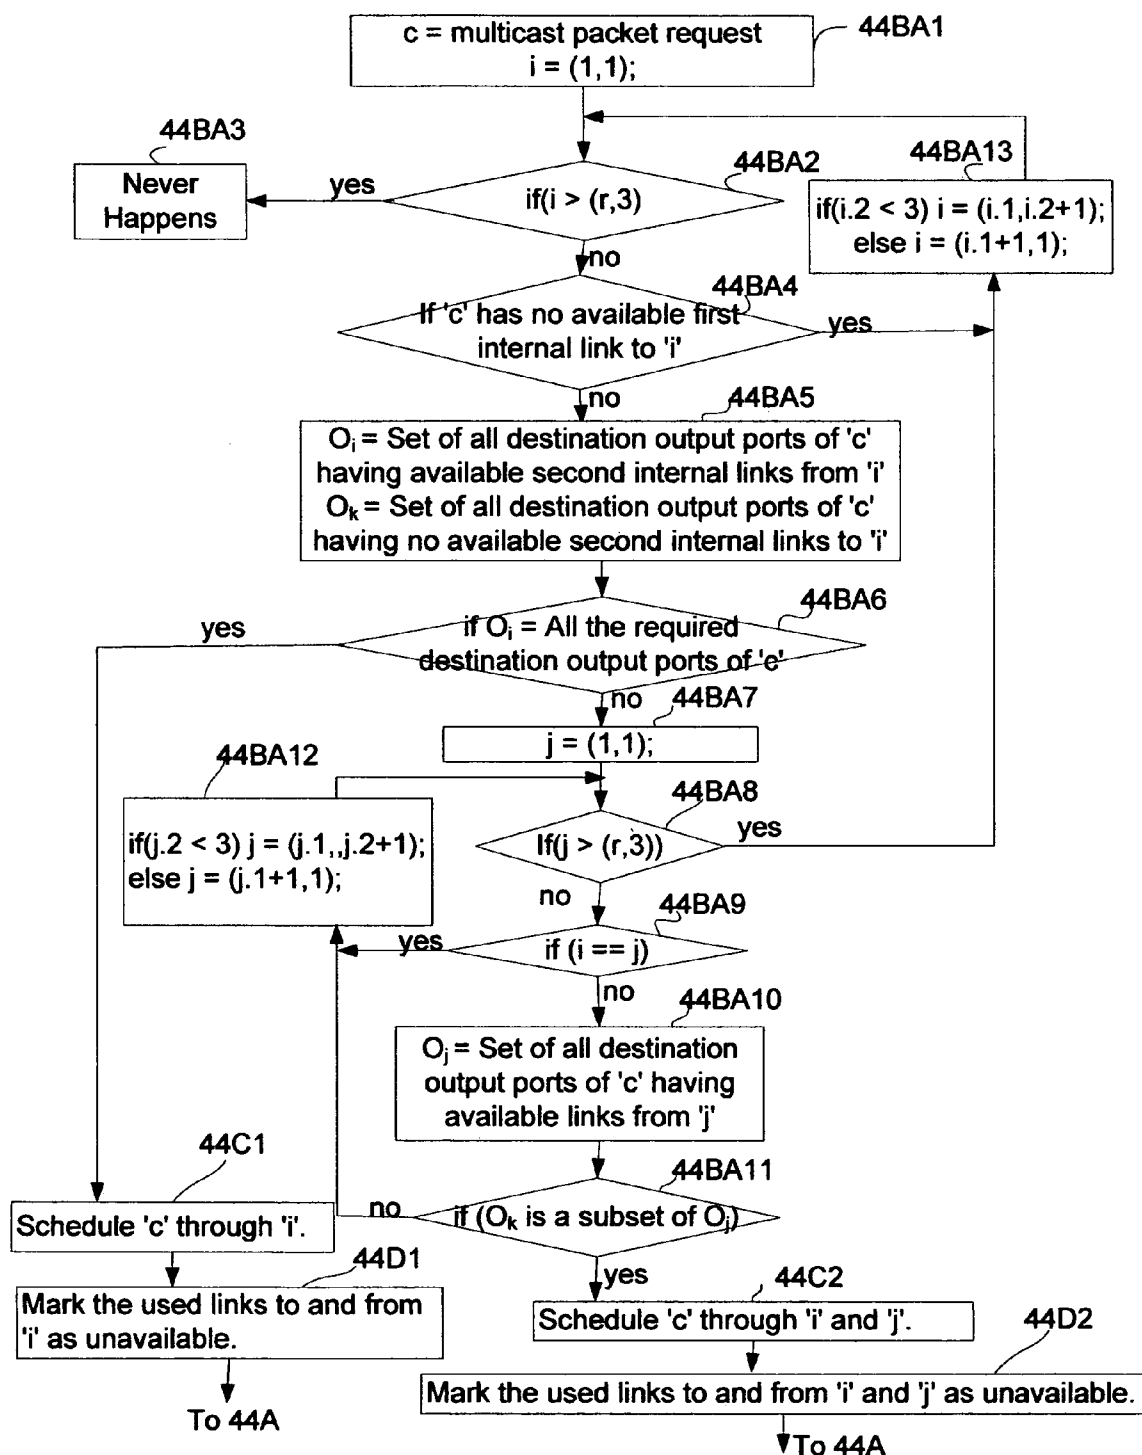 c = multicast packet request
i = (1,1);
44BA1
44BA3
Never
Happens
yes
44BA2
if(i > (r,3)
44BA13
if(i.2 < 3) i = (i.1,i.2+1);
else i = (i.1+1,1);
no
44BA4
If 'c' has no available first
internal link to 'i'
yes
no
44BA5
Oi = Set of all destination output ports of 'c'
having available second internal links from 'i'
Ok = Set of all destination output ports of 'c'
having no available second internal links to 'i'
44BA6
yes
if Oi = All the required
destination output ports of 'c'
no
44BA7
j = (1,1);
44BA12
if(j.2 < 3) j = (j.1,,j.2+1);
else j = (j.1+1,1);
44BA8
If(j > (r,3))
yes
no
44BA9
yes
if (i == j)
no
44BA10
Oj = Set of all destination
output ports of 'c' having
available links from 'j'
44C1
44BA11
no
if (Ok is a subset of Oj)
Schedule 'c' through 'i'.
yes
44D1
44C2
Mark the used links to and from
'i' as unavailable.
Schedule 'c' through 'i' and 'j'.
44D2
Mark the used links to and from 'i' and 'j' as unavailable.
To 44A
To 44A